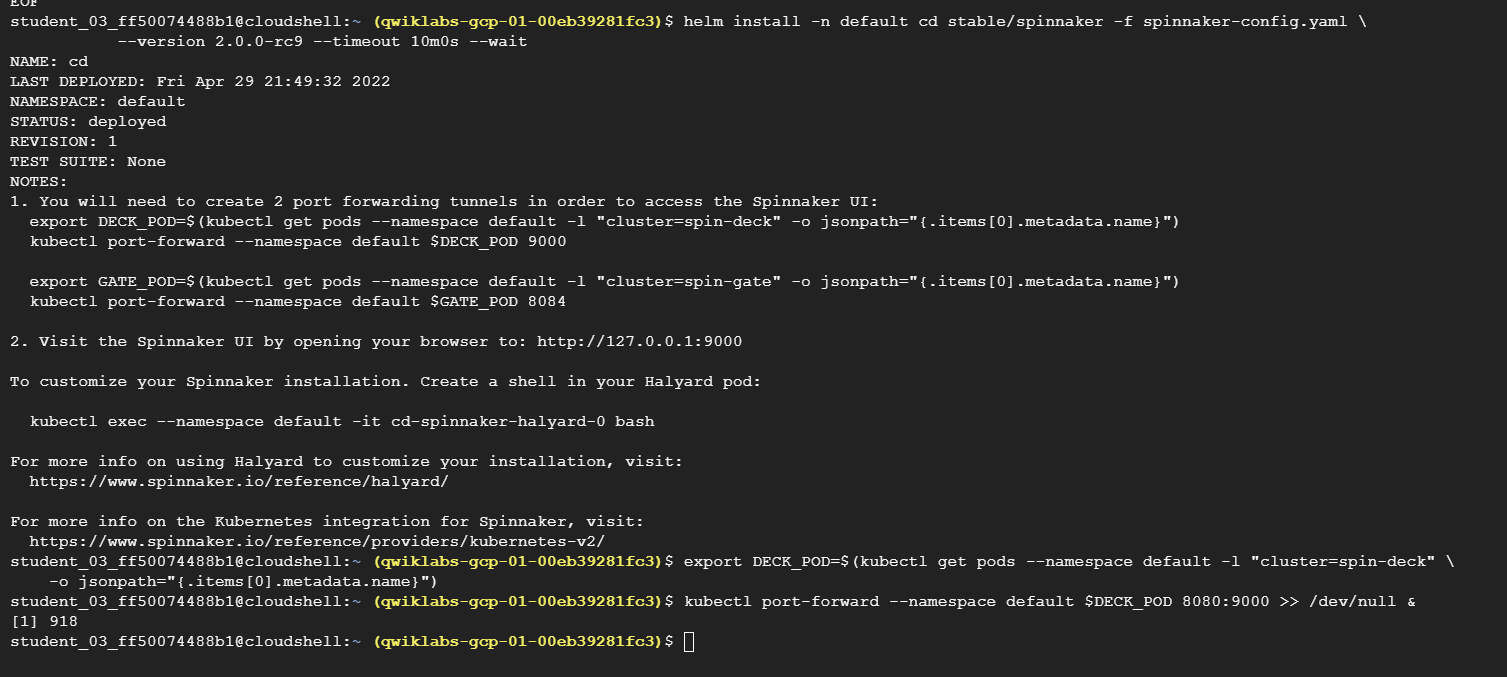 EOF
student_03_ff50074488b1@cloudshell:~ (qwiklabs-gcp-01-00eb39281fc3)$ helm install -n default cd stable/spinnaker -f spinnaker-config.yaml \
           --version 2.0.0-rc9 --timeout 10m0s --wait
NAME: cd
LAST DEPLOYED: Fri Apr 29 21:49:32 2022
NAMESPACE: default
STATUS: deployed
REVISION: 1
TEST SUITE: None
NOTES:
1. You will need to create 2 port forwarding tunnels in order to access the Spinnaker UI:
  export DECK_POD=$(kubectl get pods --namespace default -l "cluster=spin-deck" -o jsonpath="{.items[0].metadata.name}")
  kubectl port-forward --namespace default $DECK_POD 9000

  export GATE_POD=$(kubectl get pods --namespace default -l "cluster=spin-gate" -o jsonpath="{.items[0].metadata.name}")
  kubectl port-forward --namespace default $GATE_POD 8084

2. Visit the Spinnaker UI by opening your browser to: http://127.0.0.1:9000

To customize your Spinnaker installation. Create a shell in your Halyard pod:

  kubectl exec --namespace default -it cd-spinnaker-halyard-0 bash

For more info on using Halyard to customize your installation, visit:
  https://www.spinnaker.io/reference/halyard/

For more info on the Kubernetes integration for Spinnaker, visit:
  https://www.spinnaker.io/reference/providers/kubernetes-v2/
student_03_ff50074488b1@cloudshell:~ (qwiklabs-gcp-01-00eb39281fc3)$ export DECK_POD=$(kubectl get pods --namespace default -l "cluster=spin-deck" \
    -o jsonpath="{.items[0].metadata.name}")
student_03_ff50074488b1@cloudshell:~ (qwiklabs-gcp-01-00eb39281fc3)$ kubectl port-forward --namespace default $DECK_POD 8080:9000 >> /dev/null &
[1] 918
student_03_ff50074488b1@cloudshell:~ (qwiklabs-gcp-01-00eb39281fc3)$